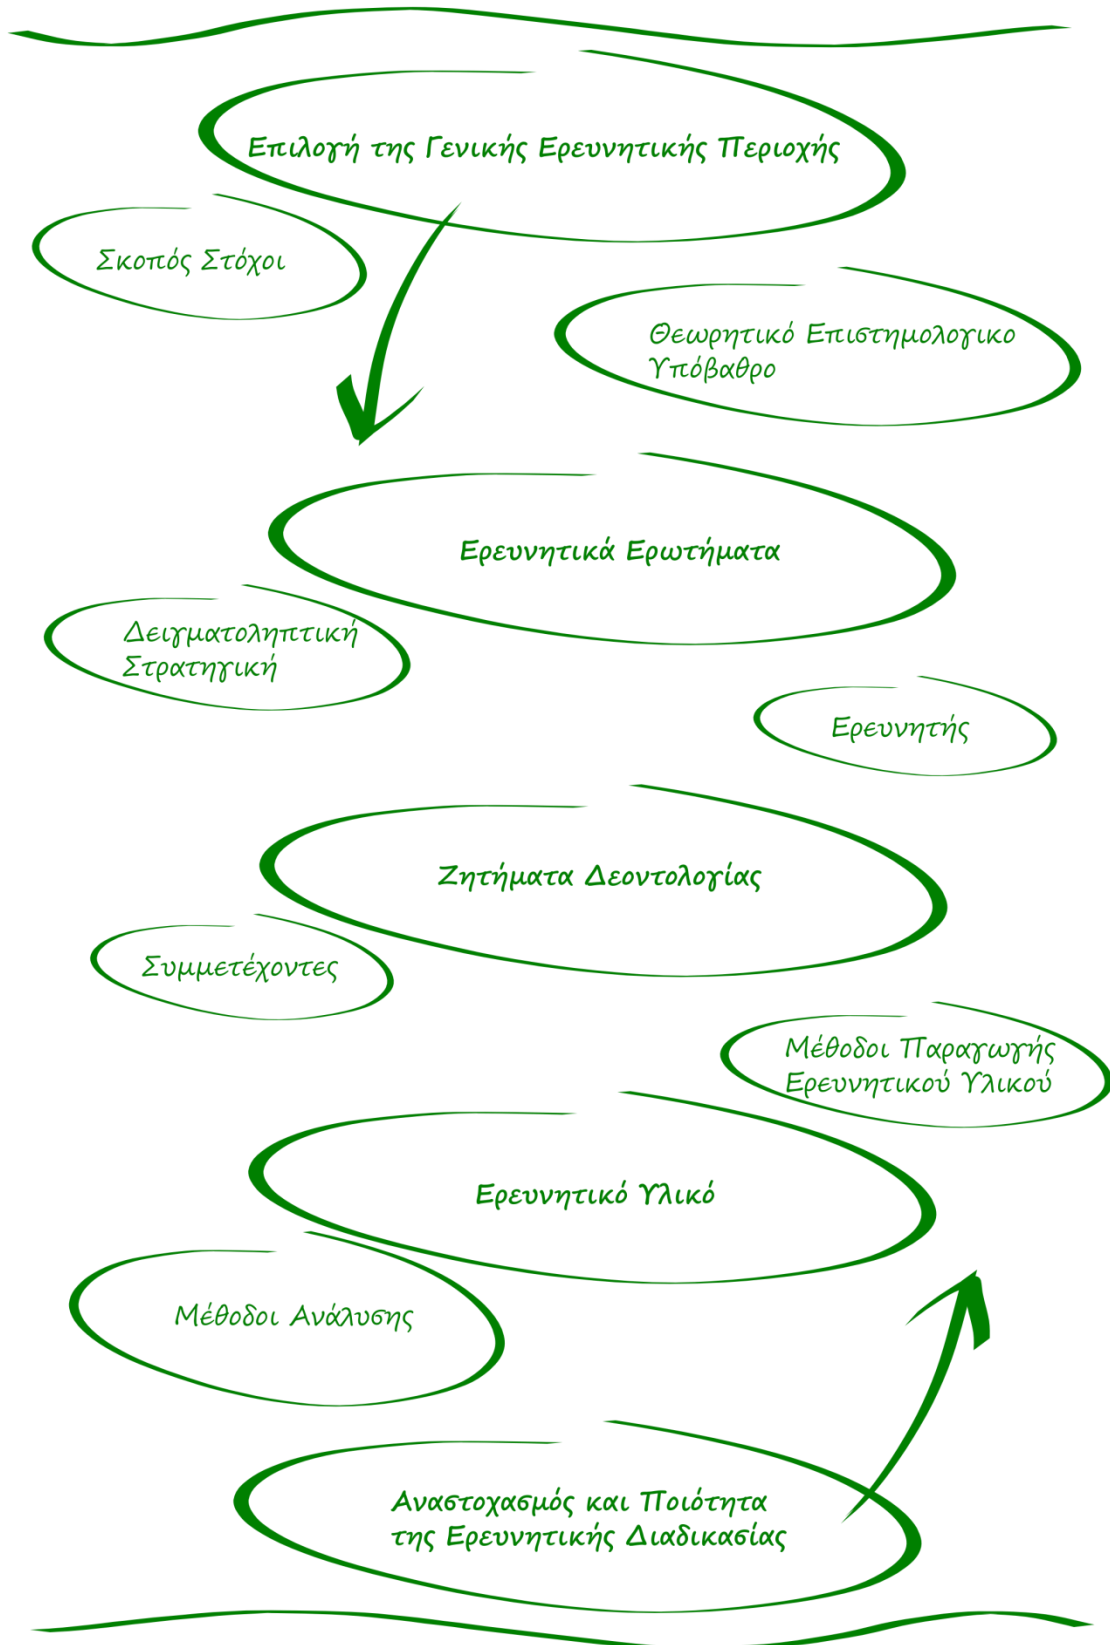 Επιλογή της Γενικής Ερευνητικής Περιοχής
Σκοπός Στόχοι
Θεωρητικό Επιστημολογικο
Υπόβαθρο
Ερευνητικά Ερωτήματα
Δειγματοληπτική
Στρατηγική
Ερευνητής
Ζητήματα Δεοντολογίας
Συμμετέχοντες
Μέθοδοι Παραγωγής
Ερευνητικού Υλικού
Ερευνητικό Υλικό
Μέθοδοι Ανάλυσης
Αναστοχασμός και Ποιότητα
της Ερευνητικής Διαδικασίας